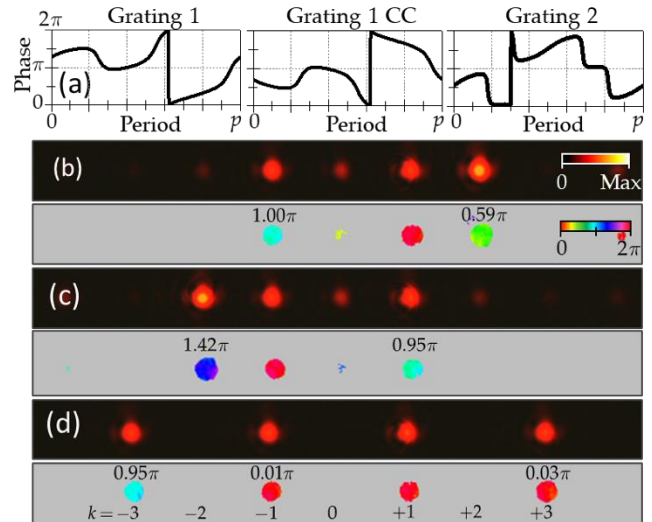 Grating 1 Grating 1 CC Grating 2
2π
π
0
Phase
(a)
0 Period p 0 Period p 0 Period p
(b)
0 Max
1.00π 0.59π
0 2π
(c)
1.42π 0.95π
(d)
0.95π 0.01π 0.03π
k = −3 −2 −1 0 +1 +2 +3